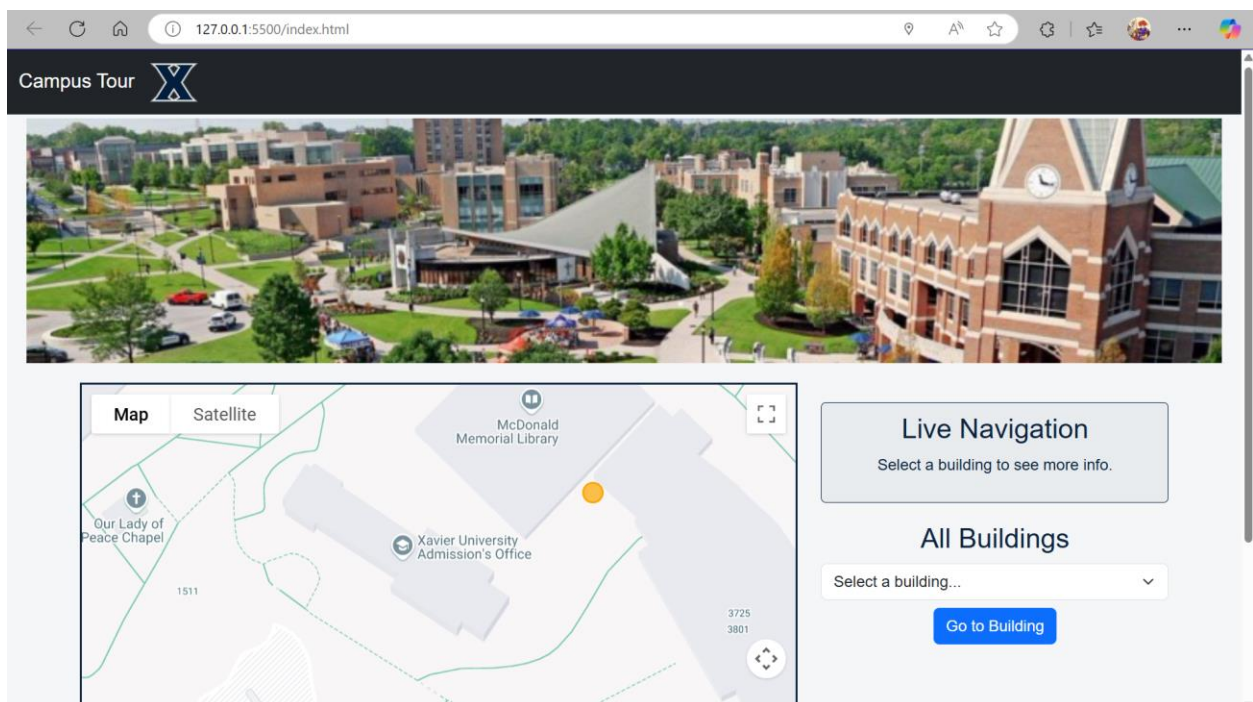 127.0.0.1:5500/index.html
Campus Tour X
Map
Satellite
McDonald
Memorial Library
Our Lady of
Peace Chapel
Xavier University
Admission's Office
1511
3725
3801
Live Navigation
Select a building to see more info.
All Buildings
Select a building...
Go to Building